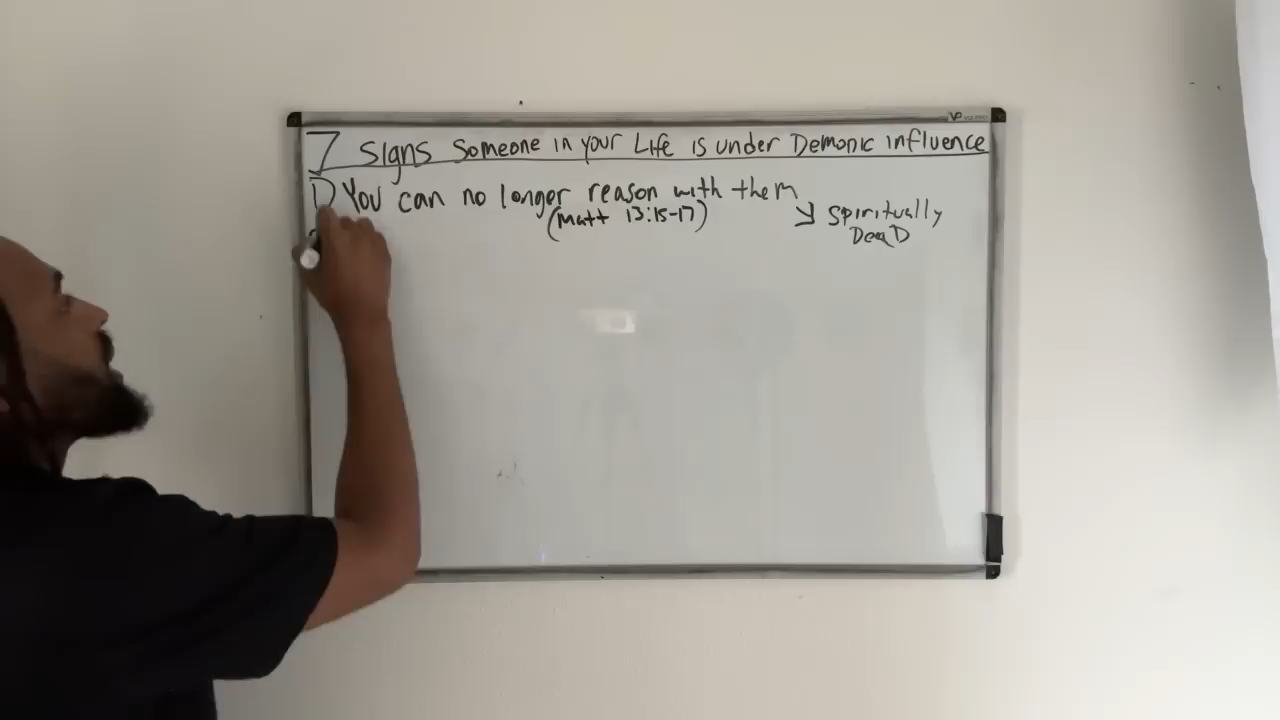 7 Signs Someone in your Life is under Demonic influence
1) You can no longer reason with them
(Matt 13:15-17) ↘ Spiritually
DeaD